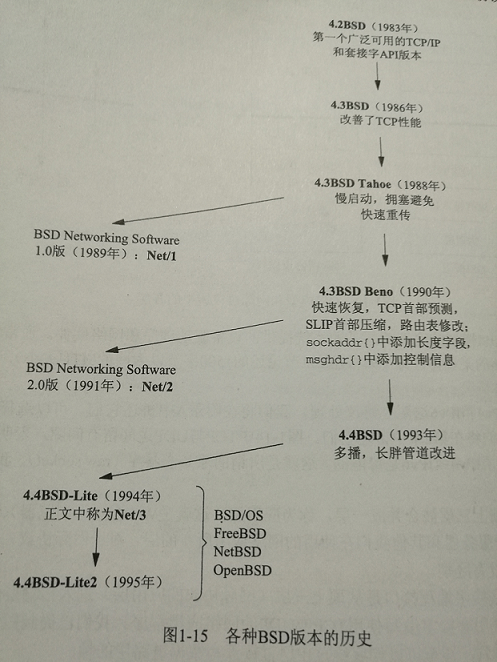 4.2BSD（1983年）
第一个广泛可用的TCP/IP
和套接字API版本
4.3BSD（1986年）
改善了TCP性能
4.3BSD Tahoe（1988年）
慢启动，拥塞避免
快速重传
BSD Networking Software
1.0版（1989年）：Net/1
4.3BSD Beno（1990年）
快速恢复，TCP首部预测，
SLIP首部压缩，路由表修改；
sockaddr{}中添加长度字段，
msghdr{}中添加控制信息
BSD Networking Software
2.0版（1991年）：Net/2
4.4BSD（1993年）
多播，长胖管道改进
4.4BSD-Lite（1994年）
正文中称为Net/3
BSD/OS
FreeBSD
NetBSD
OpenBSD
4.4BSD-Lite2（1995年）
图1-15 各种BSD版本的历史